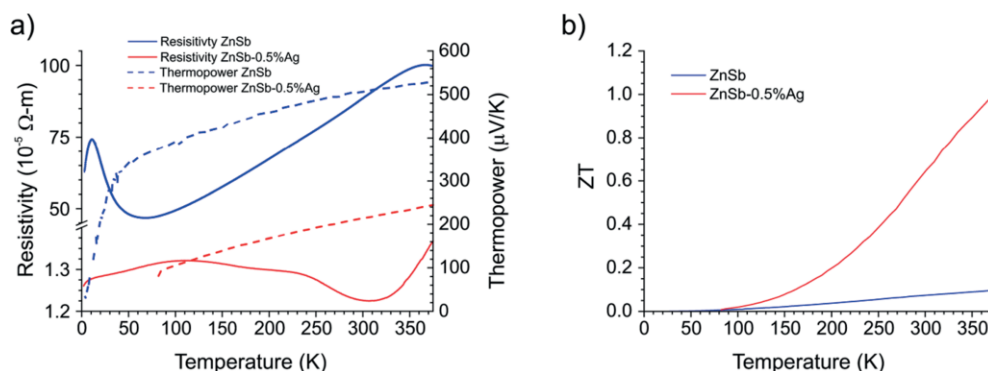 a)
Resisitivty ZnSb
Resistivity ZnSb-0.5%Ag
Thermopower ZnSb
Thermopower ZnSb-0.5%Ag
100
75
50
1.3
1.2
Resistivity (10⁻⁵ Ω-m)
600
500
400
300
200
100
0
Thermopower (μV/K)
0 50 100 150 200 250 300 350
Temperature (K)
b)
ZnSb
ZnSb-0.5%Ag
1.2
1.0
0.8
0.6
0.4
0.2
0.0
ZT
0 50 100 150 200 250 300 350
Temperature (K)